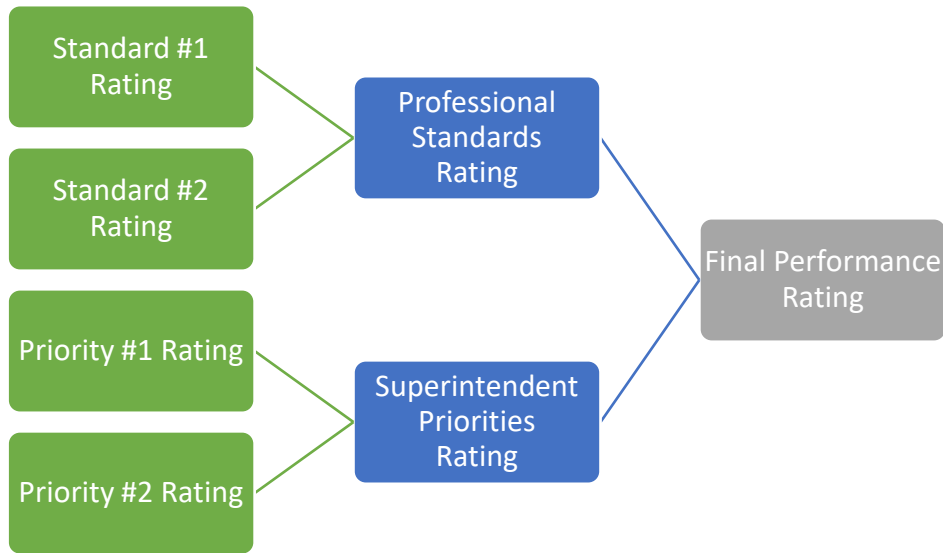 Standard #1
Rating
Standard #2
Rating
Priority #1 Rating
Priority #2 Rating
Professional
Standards
Rating
Superintendent
Priorities
Rating
Final Performance
Rating